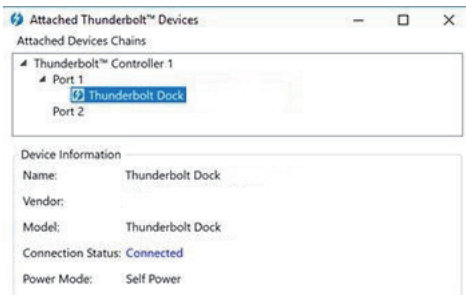 Attached Thunderbolt™ Devices
Attached Devices Chains
Thunderbolt™ Controller 1
Port 1
Thunderbolt Dock
Port 2
Device Information
Name: Thunderbolt Dock
Vendor:
Model: Thunderbolt Dock
Connection Status: Connected
Power Mode: Self Power